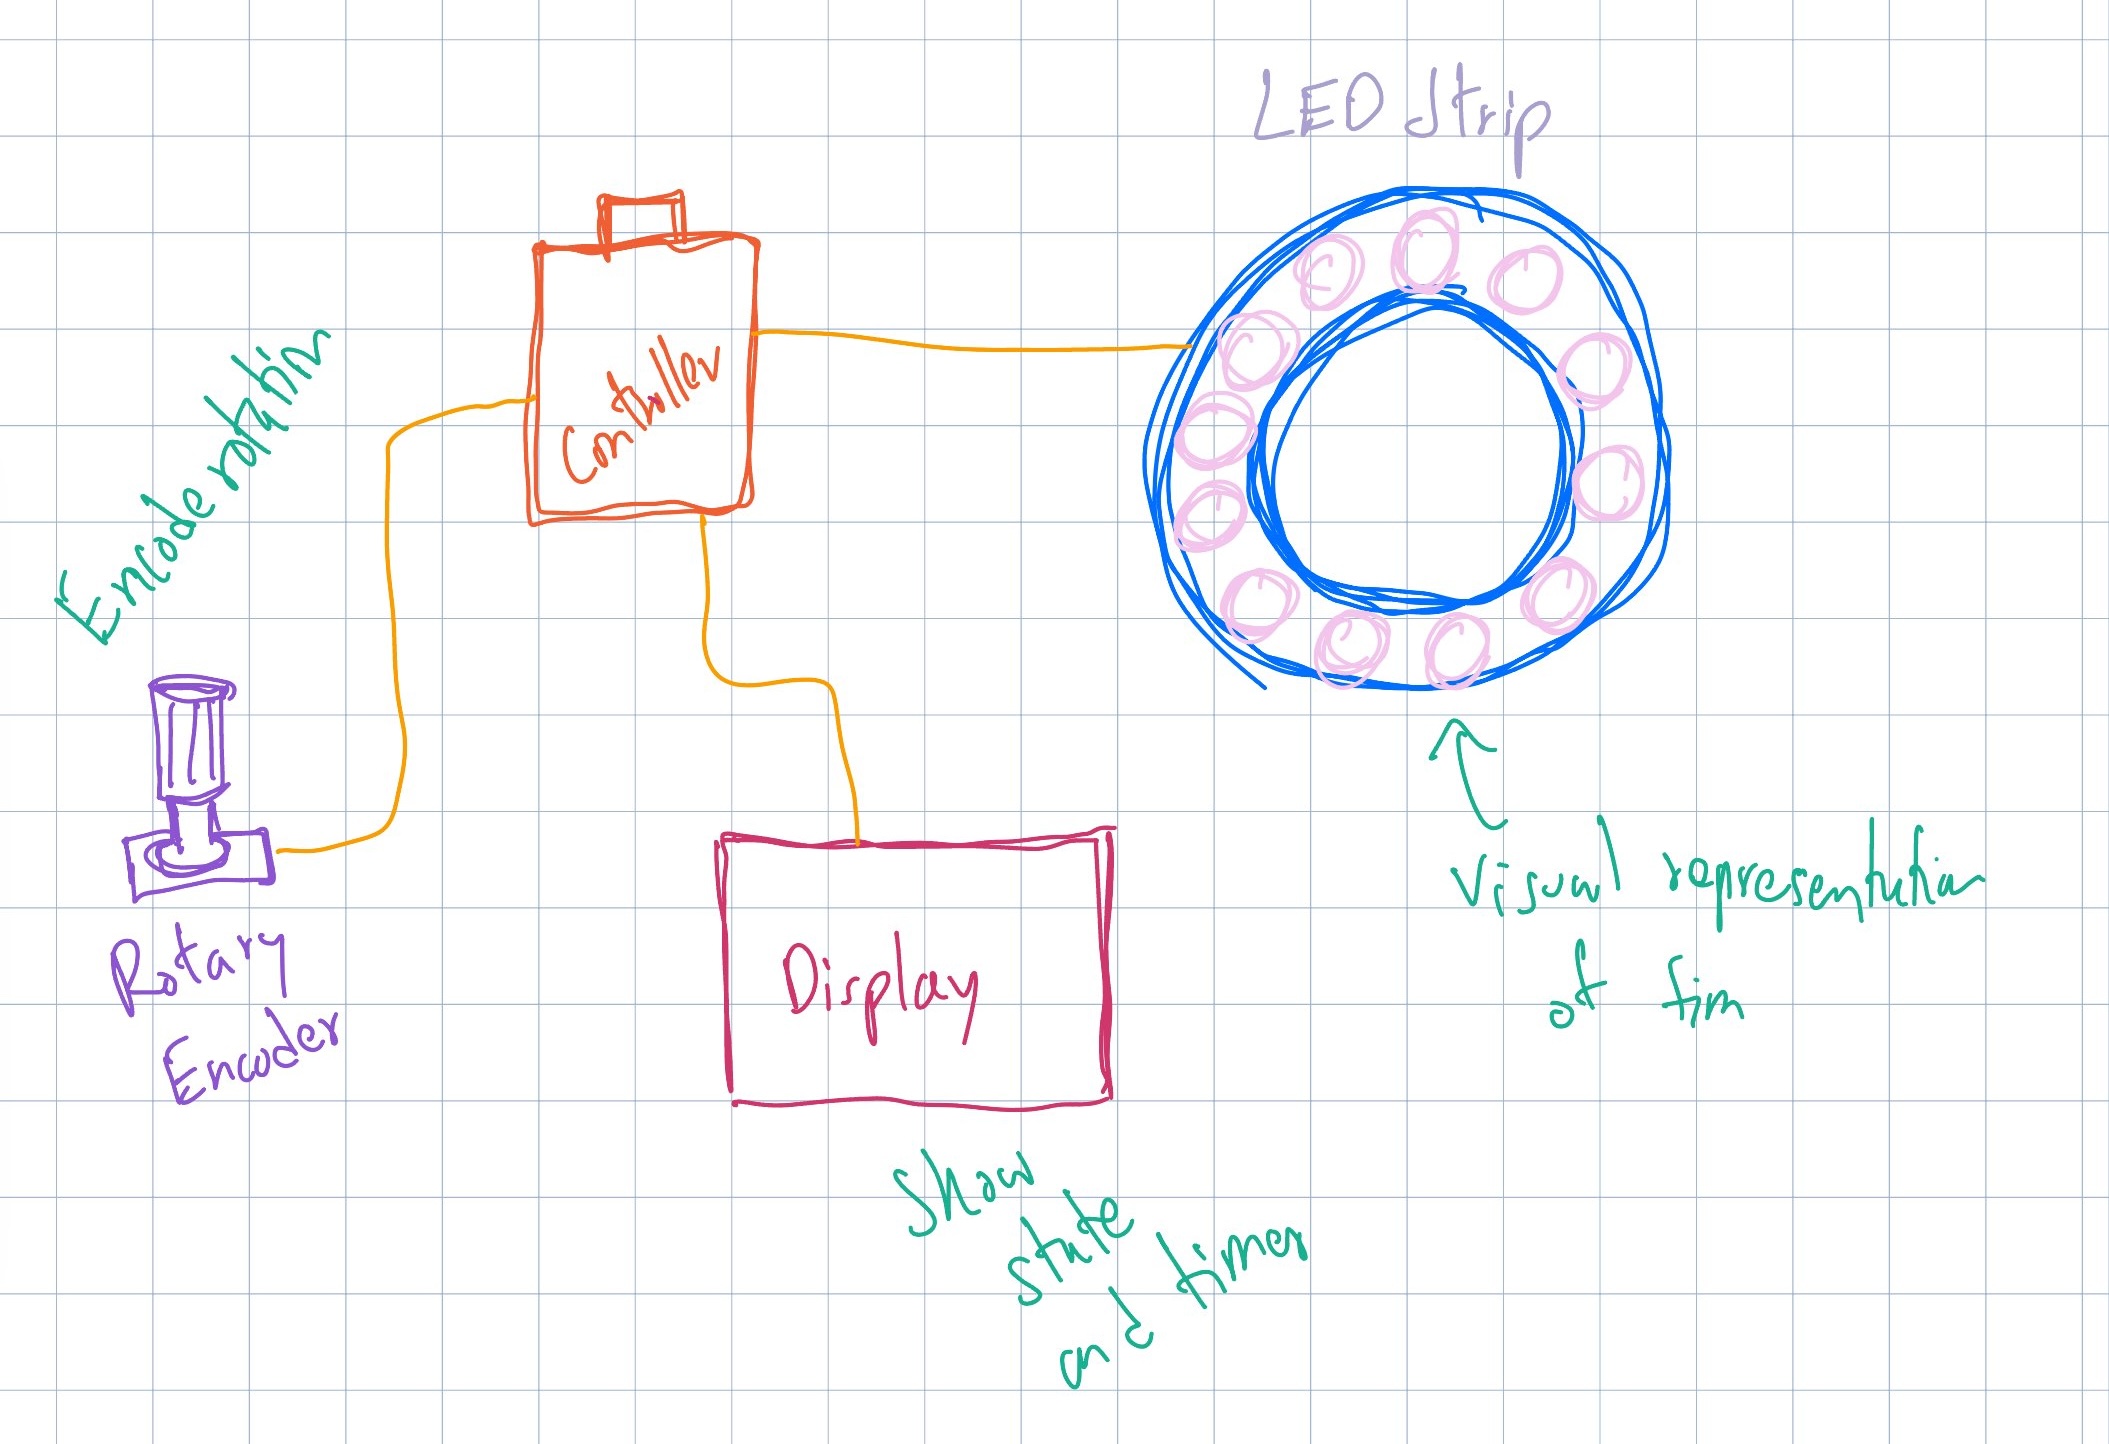 LED Strip
Controller
Encode rotation
Rotary
Encoder
Display
visual representation
of tim
Show
state
and timer